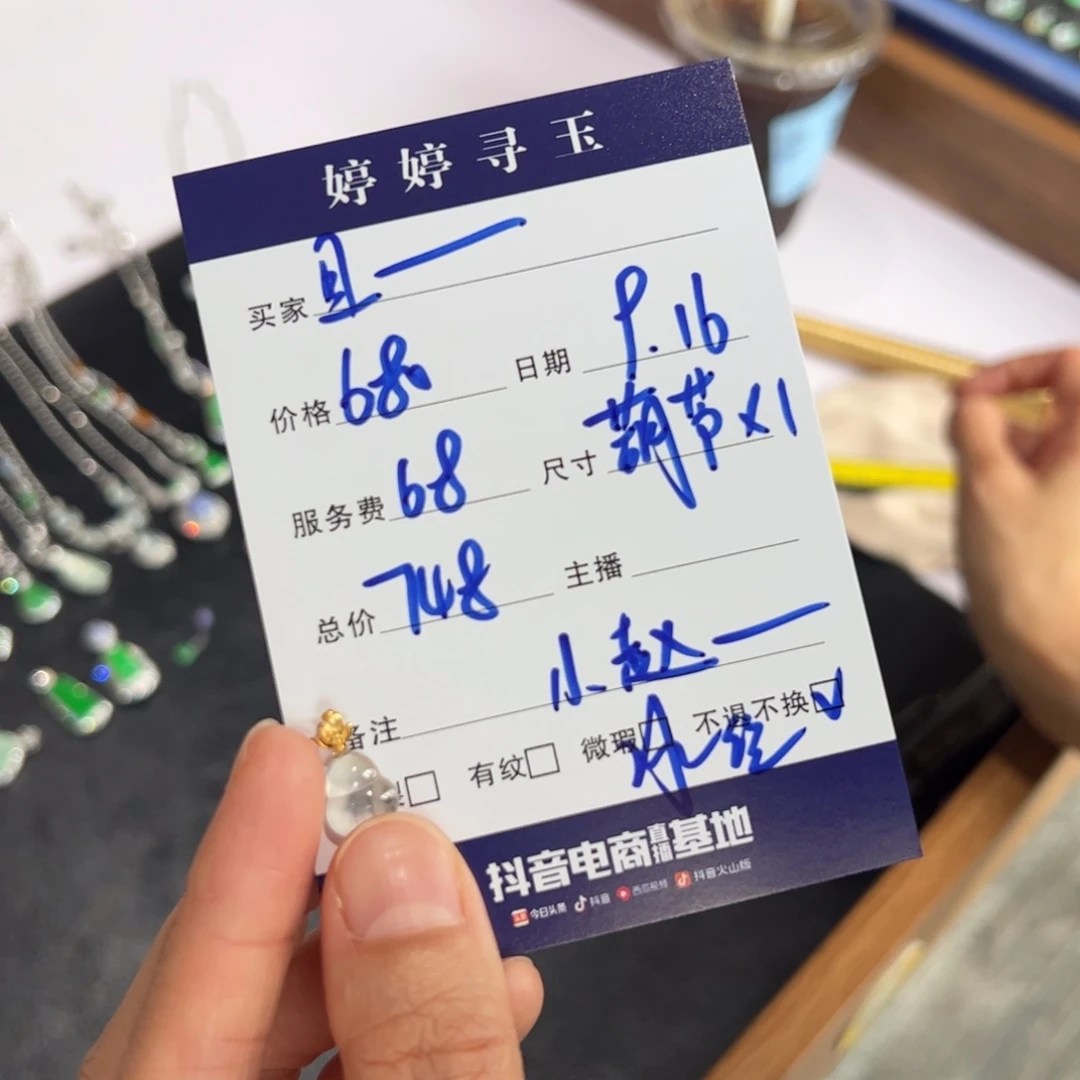 婷婷寻玉
买家 且一
价格 680 日期 9.16
服务费 68 尺寸 葫芦x1
总价 748 主播
小赵一
备注
有纹 微瑕 不退不换
抖音电商直播基地
今日头条 抖音 西瓜视频 抖音火山版